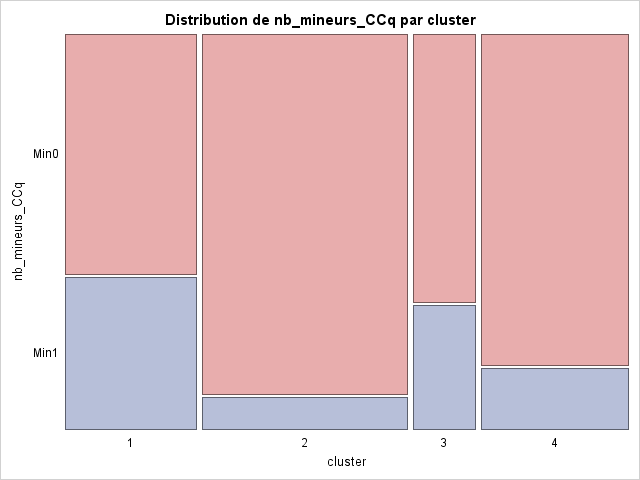 Distribution de nb_mineurs_CCq par cluster
nb_mineurs_CCq
Min0
Min1
1 2 3 4
cluster